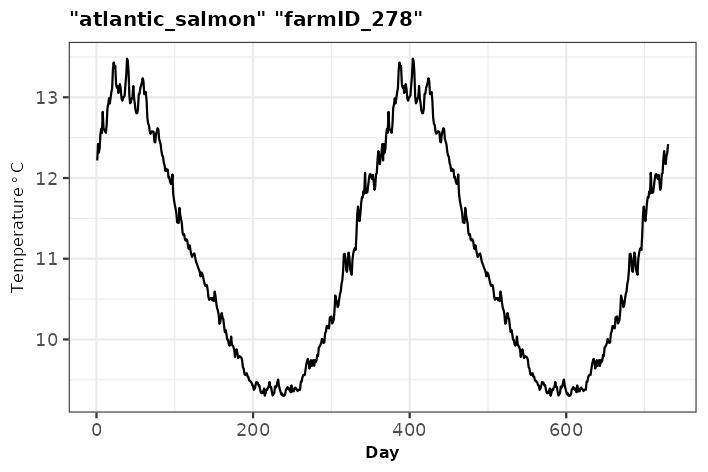 "atlantic_salmon" "farmID_278"
Temperature ° C
13
12
11
10
0
200
400
600
Day